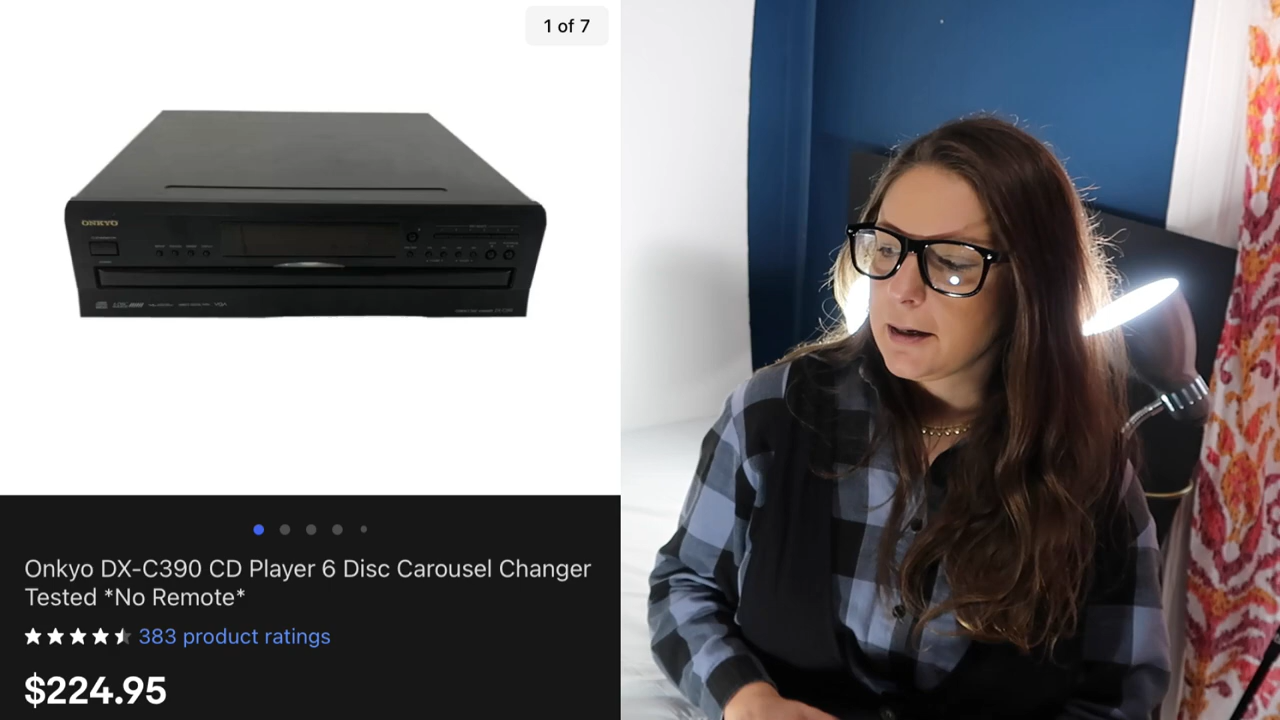 1 of 7
ONKYO
Onkyo DX-C390 CD Player 6 Disc Carousel Changer
Tested *No Remote*
383 product ratings
$224.95